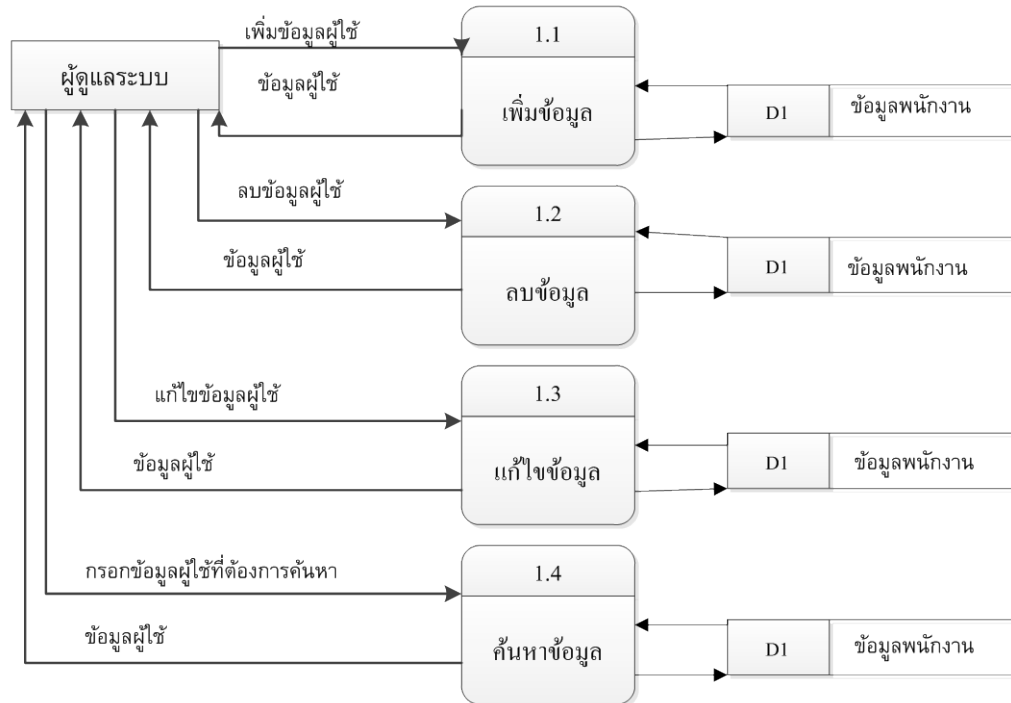 เพิ่มข้อมูลผู้ใช้
1.1
ผู้ดูแลระบบ
ข้อมูลผู้ใช้
เพิ่มข้อมูล
D1
ข้อมูลพนักงาน
ลบข้อมูลผู้ใช้
1.2
ข้อมูลผู้ใช้
ลบข้อมูล
D1
ข้อมูลพนักงาน
แก้ไขข้อมูลผู้ใช้
1.3
ข้อมูลผู้ใช้
แก้ไขข้อมูล
D1
ข้อมูลพนักงาน
กรอกข้อมูลผู้ใช้ที่ต้องการค้นหา
1.4
ข้อมูลผู้ใช้
ค้นหาข้อมูล
D1
ข้อมูลพนักงาน